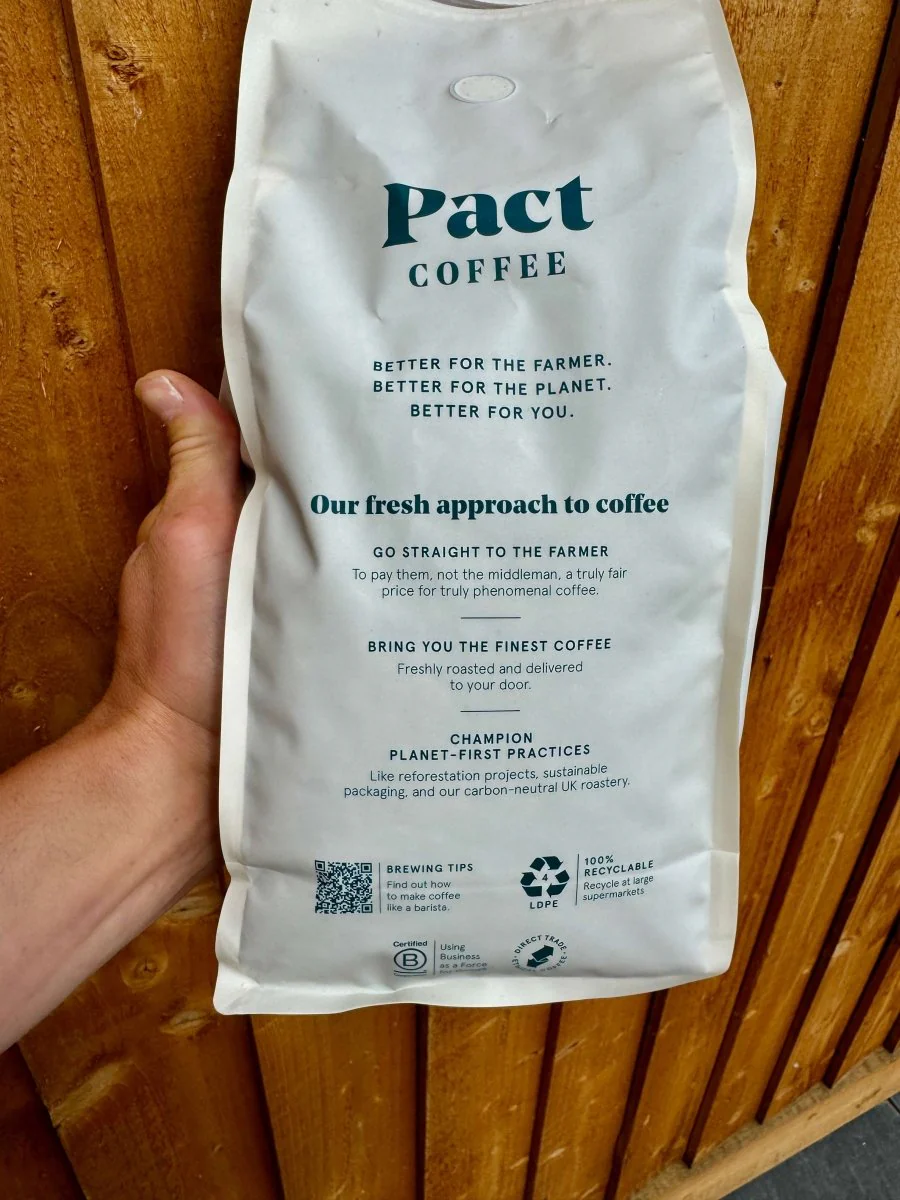 Pact
COFFEE
BETTER FOR THE FARMER.
BETTER FOR THE PLANET.
BETTER FOR YOU.
Our fresh approach to coffee
GO STRAIGHT TO THE FARMER
To pay them, not the middleman, a truly fair
price for truly phenomenal coffee.
BRING YOU THE FINEST COFFEE
Freshly roasted and delivered
to your door.
CHAMPION
PLANET-FIRST PRACTICES
Like reforestation projects, sustainable
packaging, and our carbon-neutral UK roastery.
BREWING TIPS
Find out how
to make coffee
like a barista.
4
LDPE
100%
RECYCLABLE
Recycle at large
supermarkets
Certified
B
Using
Business
as a Force
DIRECT TRADE
COFFEE